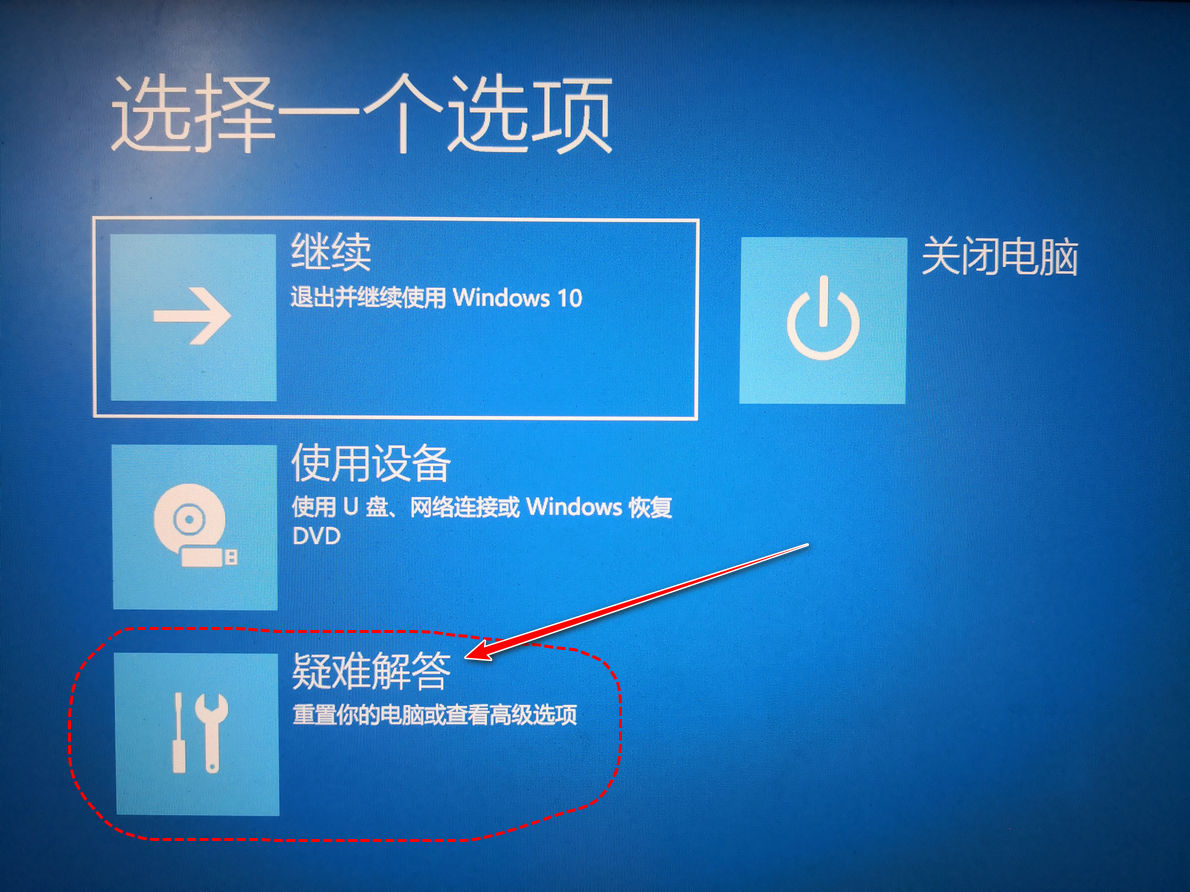 选择一个选项
继续
退出并继续使用 Windows 10
关闭电脑
使用设备
使用 U 盘、网络连接或 Windows 恢复
DVD
疑难解答
重置你的电脑或查看高级选项